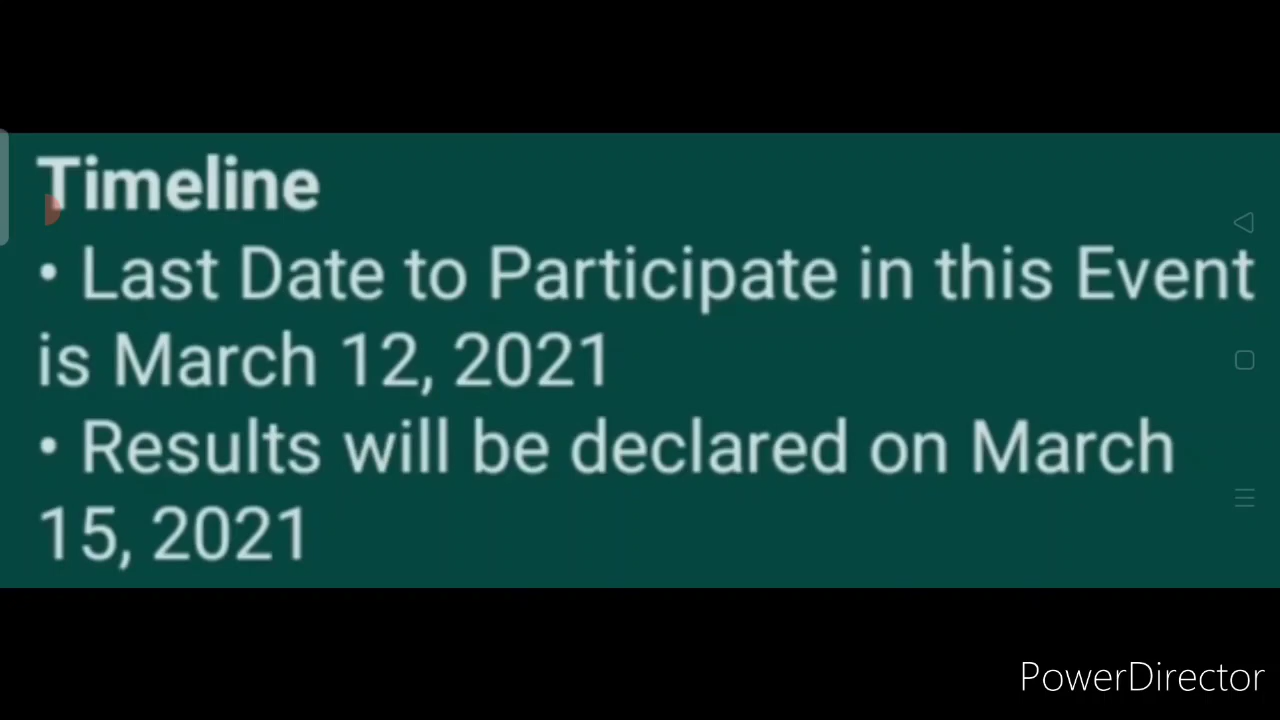 Timeline
• Last Date to Participate in this Event
is March 12, 2021
• Results will be declared on March
15, 2021
PowerDirector